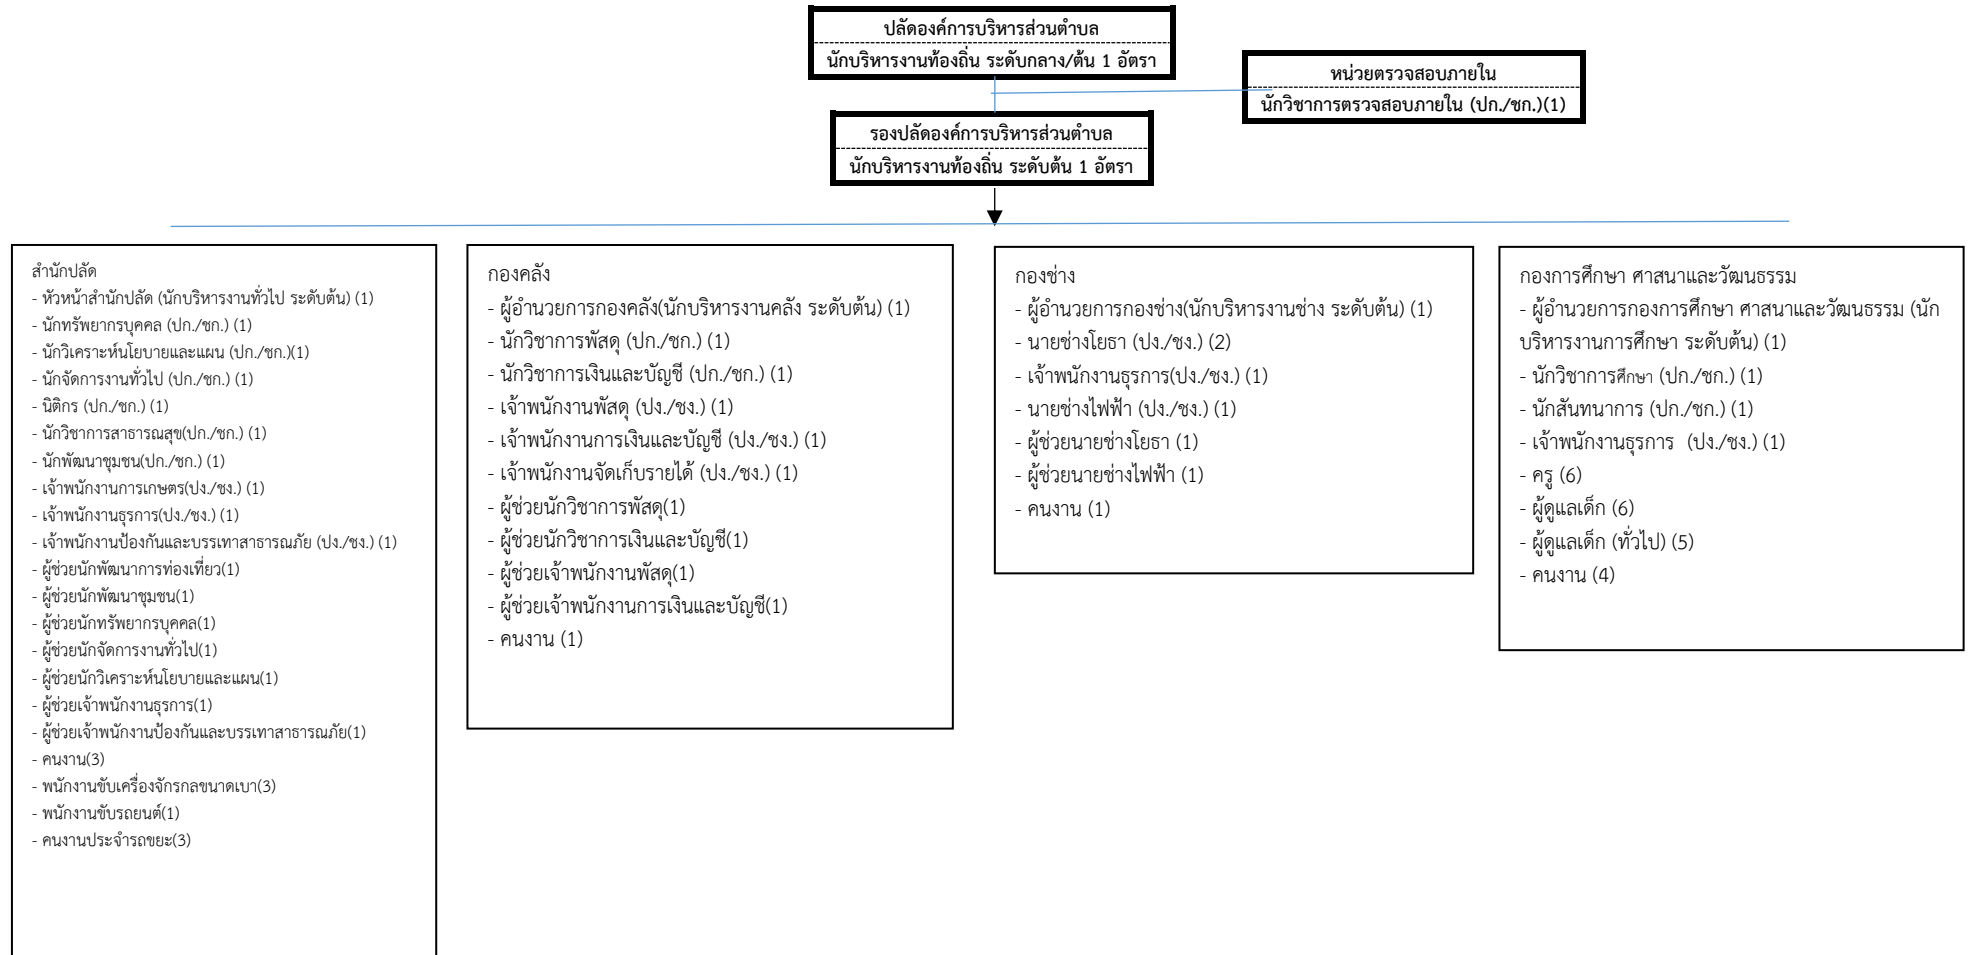 ปลัดองค์การบริหารส่วนตำบล
นักบริหารงานท้องถิ่น ระดับกลาง/ต้น 1 อัตรา
หน่วยตรวจสอบภายใน
นักวิชาการตรวจสอบภายใน (ปก./ชก.)(1)
รองปลัดองค์การบริหารส่วนตำบล
นักบริหารงานท้องถิ่น ระดับต้น 1 อัตรา
สำนักปลัด
- หัวหน้าสำนักปลัด (นักบริหารงานทั่วไป ระดับต้น) (1)
- นักทรัพยากรบุคคล (ปก./ชก.) (1)
- นักวิเคราะห์นโยบายและแผน (ปก./ชก.)(1)
- นักจัดการงานทั่วไป (ปก./ชก.) (1)
- นิติกร (ปก./ชก.) (1)
- นักวิชาการสาธารณสุข(ปก./ชก.) (1)
- นักพัฒนาชุมชน(ปก./ชก.) (1)
- เจ้าพนักงานการเกษตร(ปง./ชง.) (1)
- เจ้าพนักงานธุรการ(ปง./ชง.) (1)
- เจ้าพนักงานป้องกันและบรรเทาสาธารณภัย (ปง./ชง.) (1)
- ผู้ช่วยนักพัฒนาการท่องเที่ยว(1)
- ผู้ช่วยนักพัฒนาชุมชน(1)
- ผู้ช่วยนักทรัพยากรบุคคล(1)
- ผู้ช่วยนักจัดการงานทั่วไป(1)
- ผู้ช่วยนักวิเคราะห์นโยบายและแผน(1)
- ผู้ช่วยเจ้าพนักงานธุรการ(1)
- ผู้ช่วยเจ้าพนักงานป้องกันและบรรเทาสาธารณภัย(1)
- คนงาน(3)
- พนักงานขับเครื่องจักรกลขนาดเบา(3)
- พนักงานขับรถยนต์(1)
- คนงานประจำรถขยะ(3)
กองคลัง
- ผู้อำนวยการกองคลัง(นักบริหารงานคลัง ระดับต้น) (1)
- นักวิชาการพัสดุ (ปก./ชก.) (1)
- นักวิชาการเงินและบัญชี (ปก./ชก.) (1)
- เจ้าพนักงานพัสดุ (ปง./ชง.) (1)
- เจ้าพนักงานการเงินและบัญชี (ปง./ชง.) (1)
- เจ้าพนักงานจัดเก็บรายได้ (ปง./ชง.) (1)
- ผู้ช่วยนักวิชาการพัสดุ(1)
- ผู้ช่วยนักวิชาการเงินและบัญชี(1)
- ผู้ช่วยเจ้าพนักงานพัสดุ(1)
- ผู้ช่วยเจ้าพนักงานการเงินและบัญชี(1)
- คนงาน (1)
กองช่าง
- ผู้อำนวยการกองช่าง(นักบริหารงานช่าง ระดับต้น) (1)
- นายช่างโยธา (ปง./ชง.) (2)
- เจ้าพนักงานธุรการ(ปง./ชง.) (1)
- นายช่างไฟฟ้า (ปง./ชง.) (1)
- ผู้ช่วยนายช่างโยธา (1)
- ผู้ช่วยนายช่างไฟฟ้า (1)
- คนงาน (1)
กองการศึกษา ศาสนาและวัฒนธรรม
- ผู้อำนวยการกองการศึกษา ศาสนาและวัฒนธรรม (นัก
บริหารงานการศึกษา ระดับต้น) (1)
- นักวิชาการศึกษา (ปก./ชก.) (1)
- นักสันทนาการ (ปก./ชก.) (1)
- เจ้าพนักงานธุรการ (ปง./ชง.) (1)
- ครู (6)
- ผู้ดูแลเด็ก (6)
- ผู้ดูแลเด็ก (ทั่วไป) (5)
- คนงาน (4)